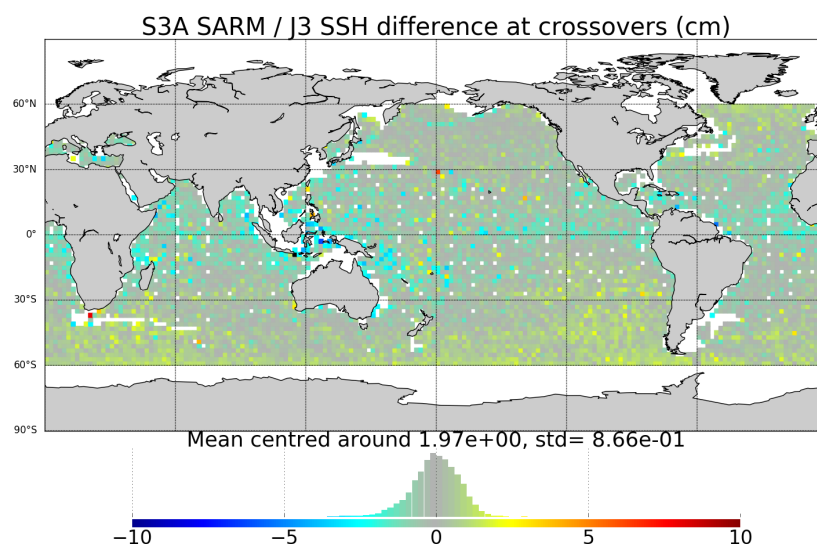 S3A SARM / J3 SSH difference at crossovers (cm)
60°N
30°N
0°
30°S
60°S
90°S
Mean centred around 1.97e+00, std= 8.66e-01
−10 −5 0 5 10